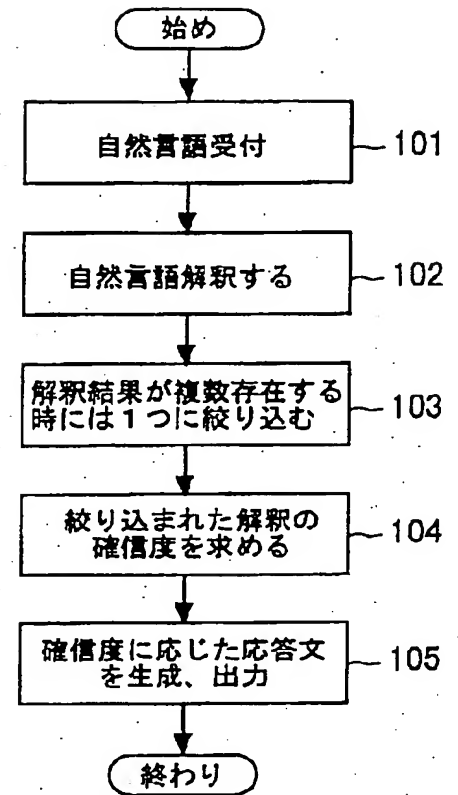 始め
自然言語受付
101
自然言語解釈する
102
解釈結果が複数存在する
時には1つに絞り込む
103
絞り込まれた解釈の
確信度を求める
104
確信度に応じた応答文
を生成、出力
105
終わり